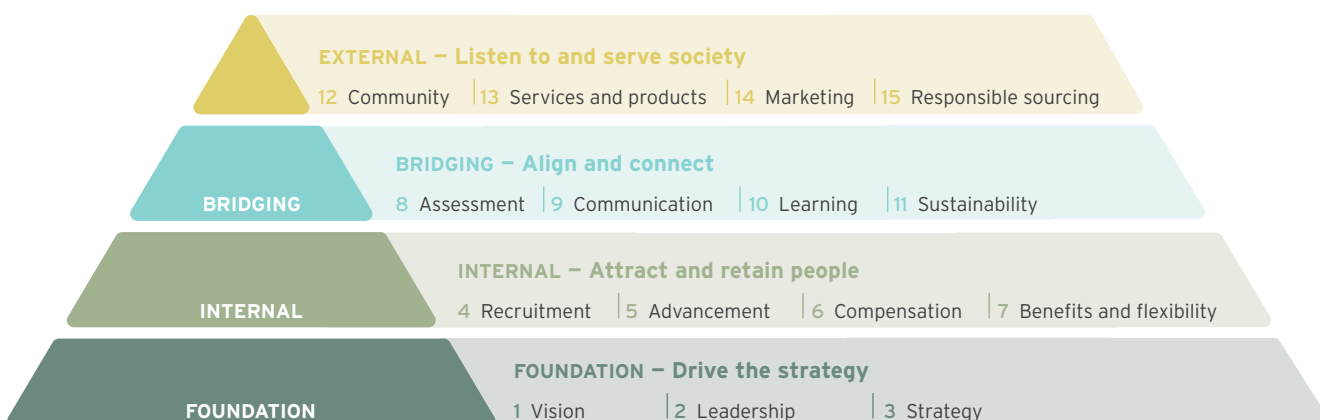 EXTERNAL – Listen to and serve society
12 Community 13 Services and products 14 Marketing 15 Responsible sourcing
BRIDGING – Align and connect
BRIDGING 8 Assessment 9 Communication 10 Learning 11 Sustainability
INTERNAL – Attract and retain people
INTERNAL 4 Recruitment 5 Advancement 6 Compensation 7 Benefits and flexibility
FOUNDATION – Drive the strategy
FOUNDATION 1 Vision 2 Leadership 3 Strategy